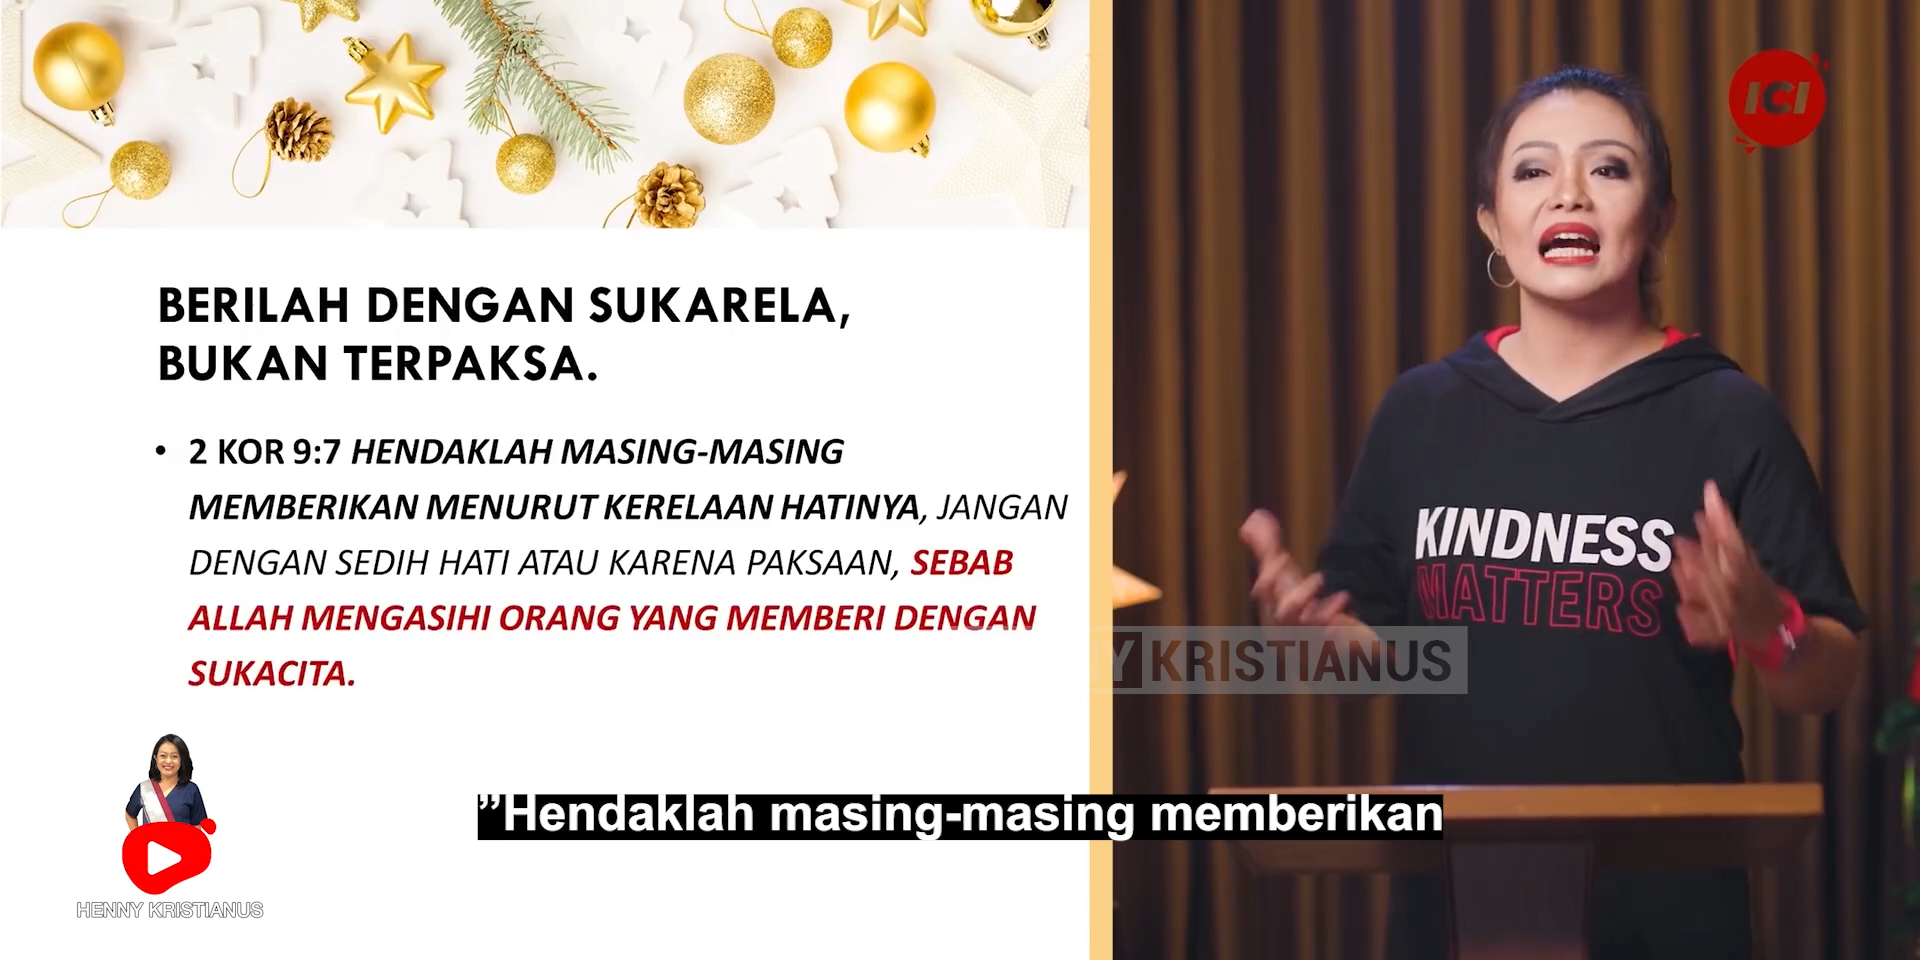 BERILAH DENGAN SUKARELA,
BUKAN TERPAKSA.
• 2 KOR 9:7 HENDAKLAH MASING-MASING
MEMBERIKAN MENURUT KERELAAN HATINYA, JANGAN
DENGAN SEDIH HATI ATAU KARENA PAKSAAN, SEBAB
ALLAH MENGASIHI ORANG YANG MEMBERI DENGAN
SUKACITA.
ICI
KINDNESS
MATTERS
Y KRISTIANUS
”Hendaklah masing-masing memberikan
HENNY KRISTIANUS